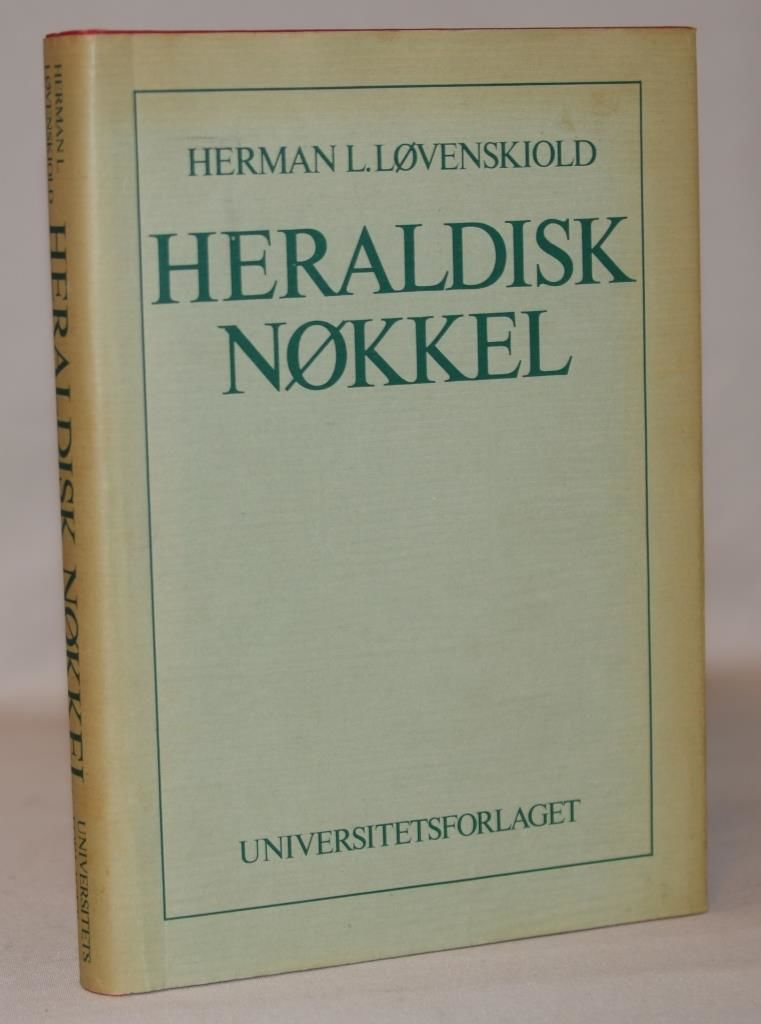 HERMAN L. LØVENSKIOLD
HERALDISK
NØKKEL
UNIVERSITETSFORLAGET
HERMAN L.
LØVENSKIOLD
HERALDISK NØKKEL
UNIVERSITETS